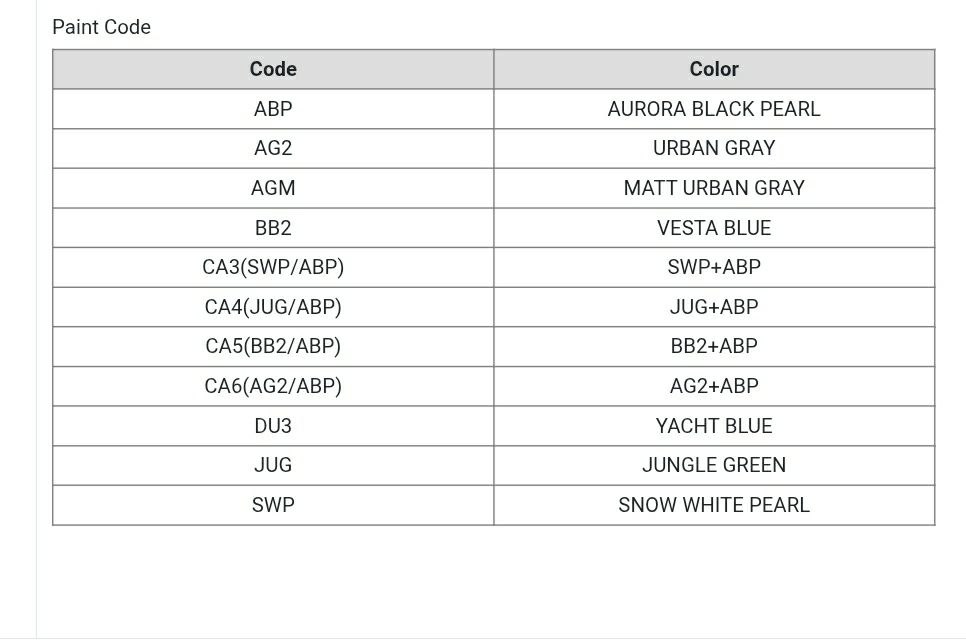 Paint Code
Code Color
ABP AURORA BLACK PEARL
AG2 URBAN GRAY
AGM MATT URBAN GRAY
BB2 VESTA BLUE
CA3(SWP/ABP) SWP+ABP
CA4(JUG/ABP) JUG+ABP
CA5(BB2/ABP) BB2+ABP
CA6(AG2/ABP) AG2+ABP
DU3 YACHT BLUE
JUG JUNGLE GREEN
SWP SNOW WHITE PEARL